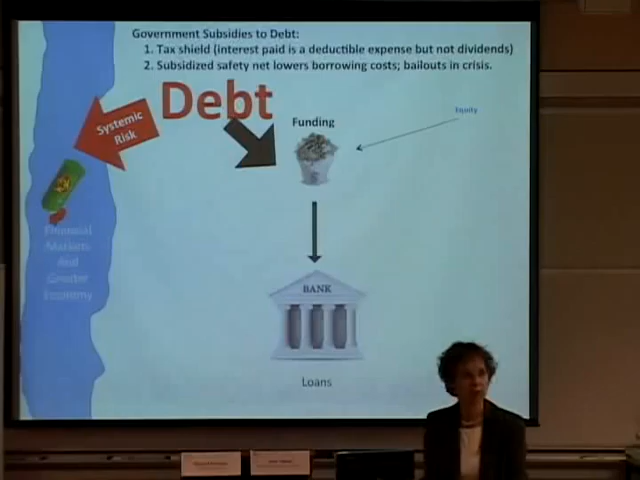 Government Subsidies to Debt:
1. Tax shield (interest paid is a deductible expense but not dividends)
2. Subsidized safety net lowers borrowing costs; bailouts in crisis.
Debt
Systemic
Risk
Funding
Equity
$
BANK
Financial
Markets
And
Greater
Economy
Loans